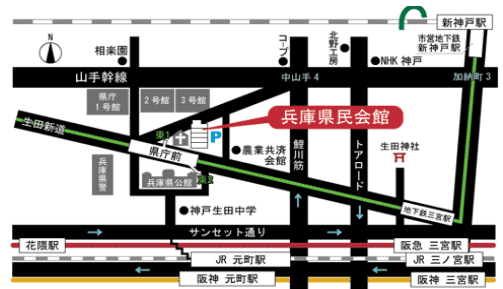 新神戸駅
市営地下鉄
新神戸駅
N
相楽園
コープ
北野工房
NHK 神戸
山手幹線
中山手 4
加納町 3
県庁
1号館
2号館
3号館
兵庫県民会館
生田新道
東1
P
県庁前
農業共済
会館
鯉川筋
トアロード
生田神社
兵庫県警
兵庫県公館
東2
神戸生田中学
地下鉄三宮駅
サンセット通り
花隈駅
阪急 三宮駅
JR 元町駅
JR 三ノ宮駅
阪神 元町駅
阪神 三宮駅